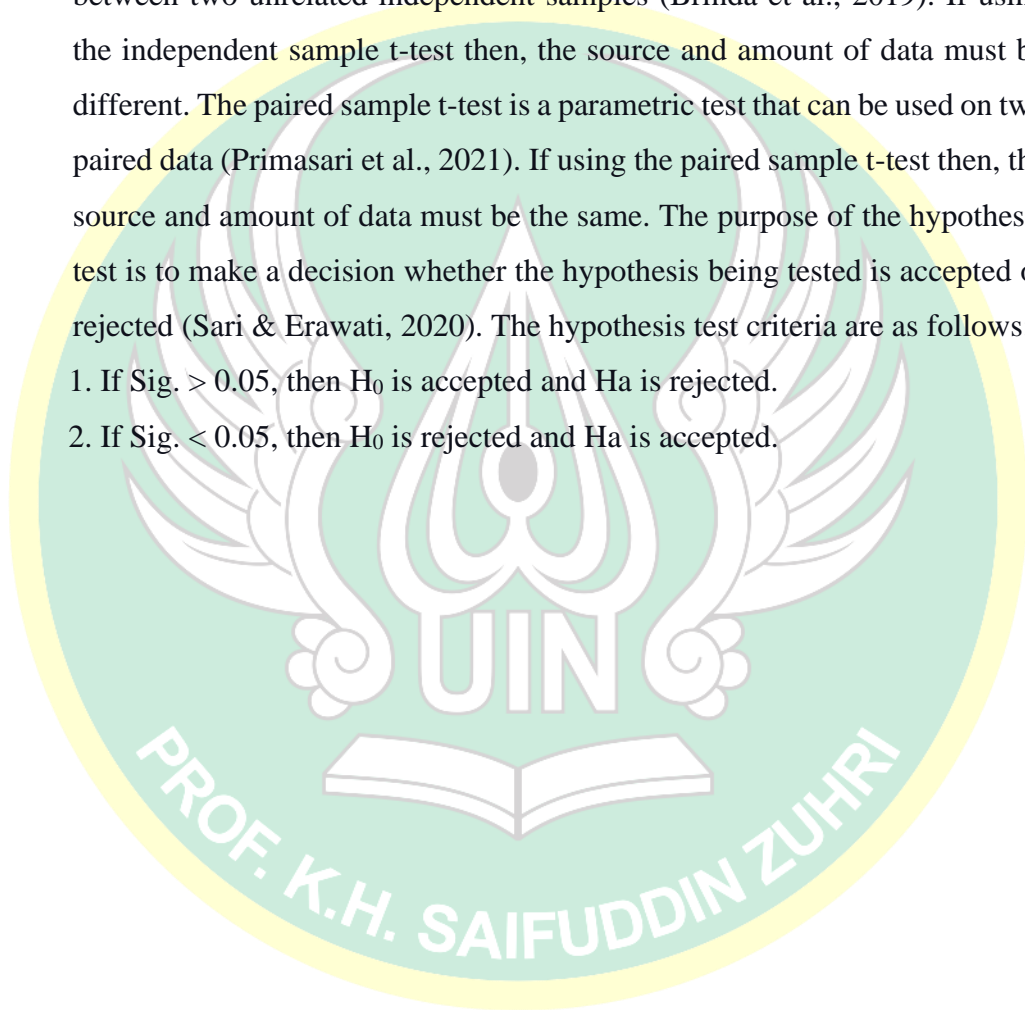 between two unrelated independent samples (Brinda et al., 2019). If
the independent sample t-test then, the source and amount of data must
different. The paired sample t-test is a parametric test that can be used on
paired data (Primasari et al., 2021). If using the paired sample t-test then,
source and amount of data must be the same. The purpose of the
test is to make a decision whether the hypothesis being tested is accepted
rejected (Sari & Erawati, 2020). The hypothesis test criteria are as follows
1. If Sig. > 0.05, then H₀ is accepted and Ha is rejected.
2. If Sig. < 0.05, then H₀ is rejected and Ha is accepted.
UIN
PROF. K.H. SAIFUDDIN ZUHRI